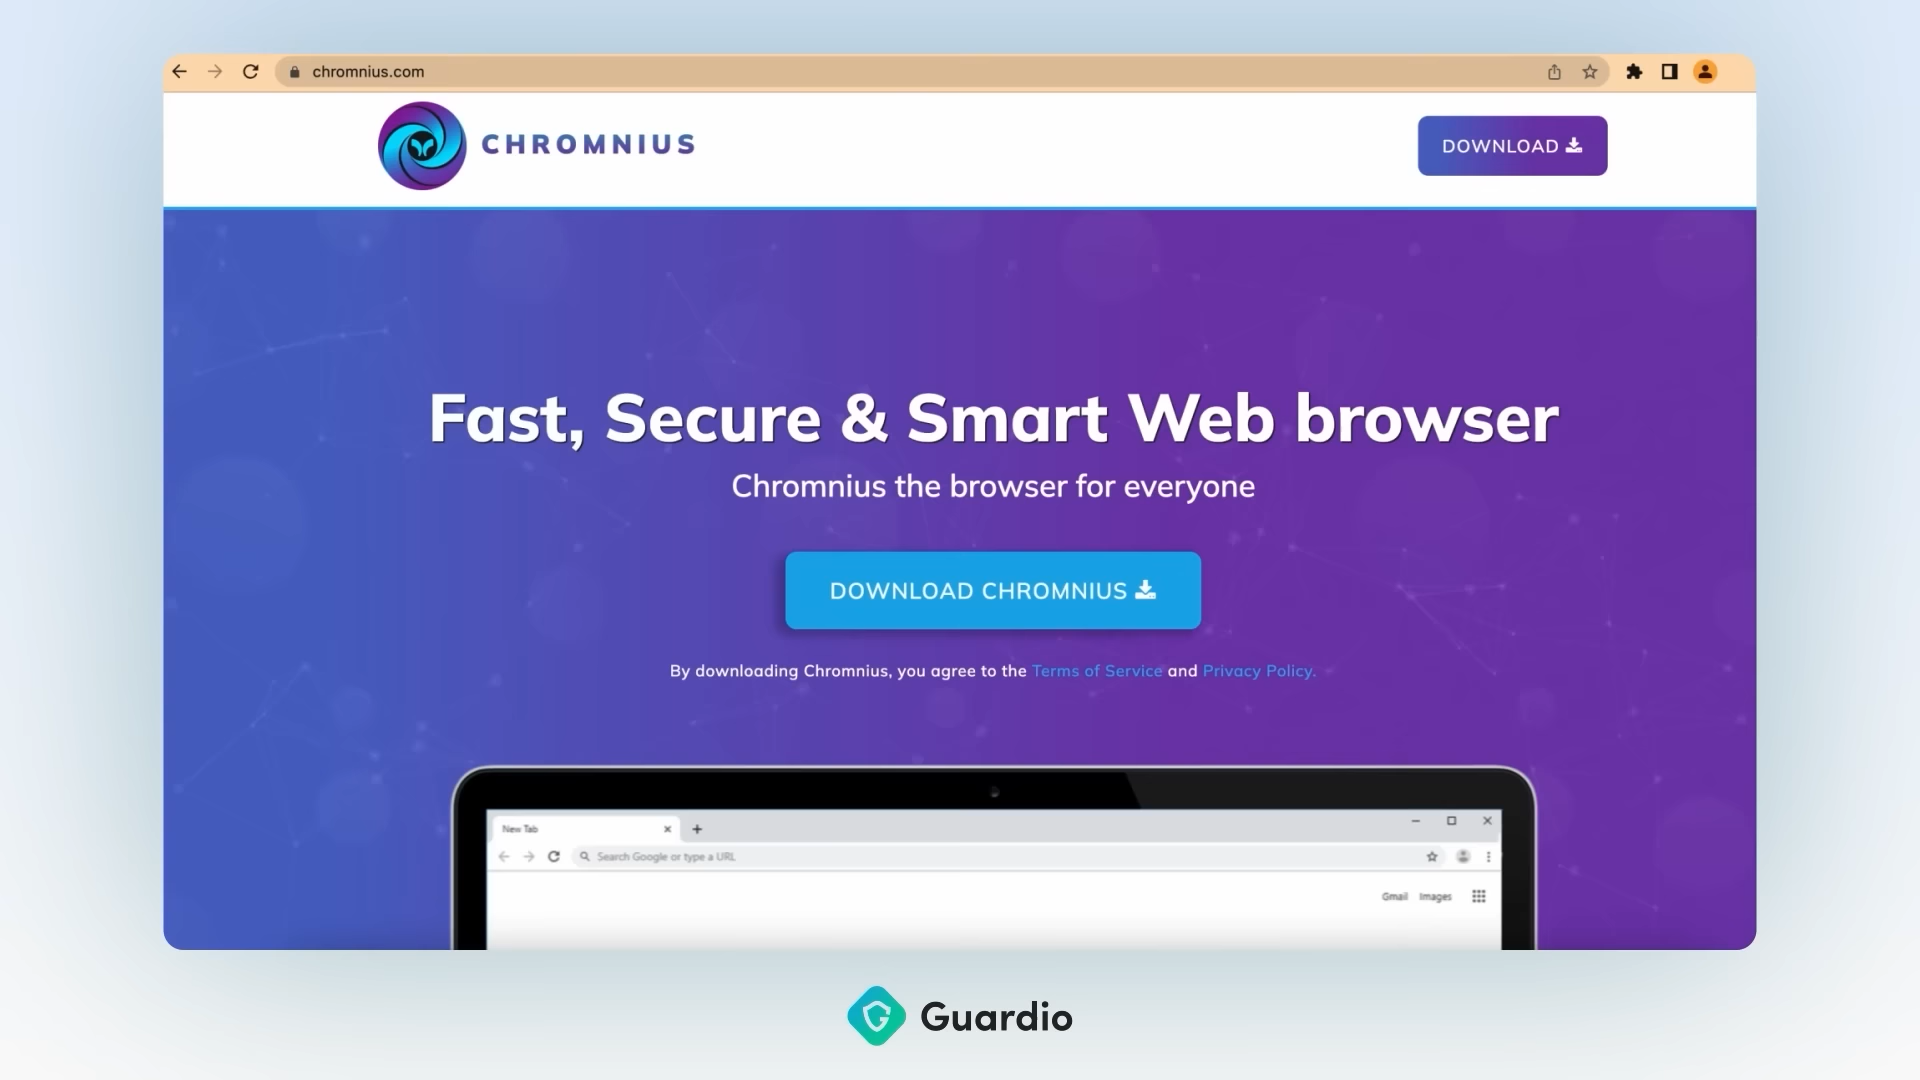 chromnius.com
CHROMNIUS
DOWNLOAD
Fast, Secure & Smart Web browser
Chromnius the browser for everyone
DOWNLOAD CHROMNIUS
By downloading Chromnius, you agree to the Terms of Service and Privacy Policy.
New Tab
Search Google or type a URL
Gmail Images
Guardio